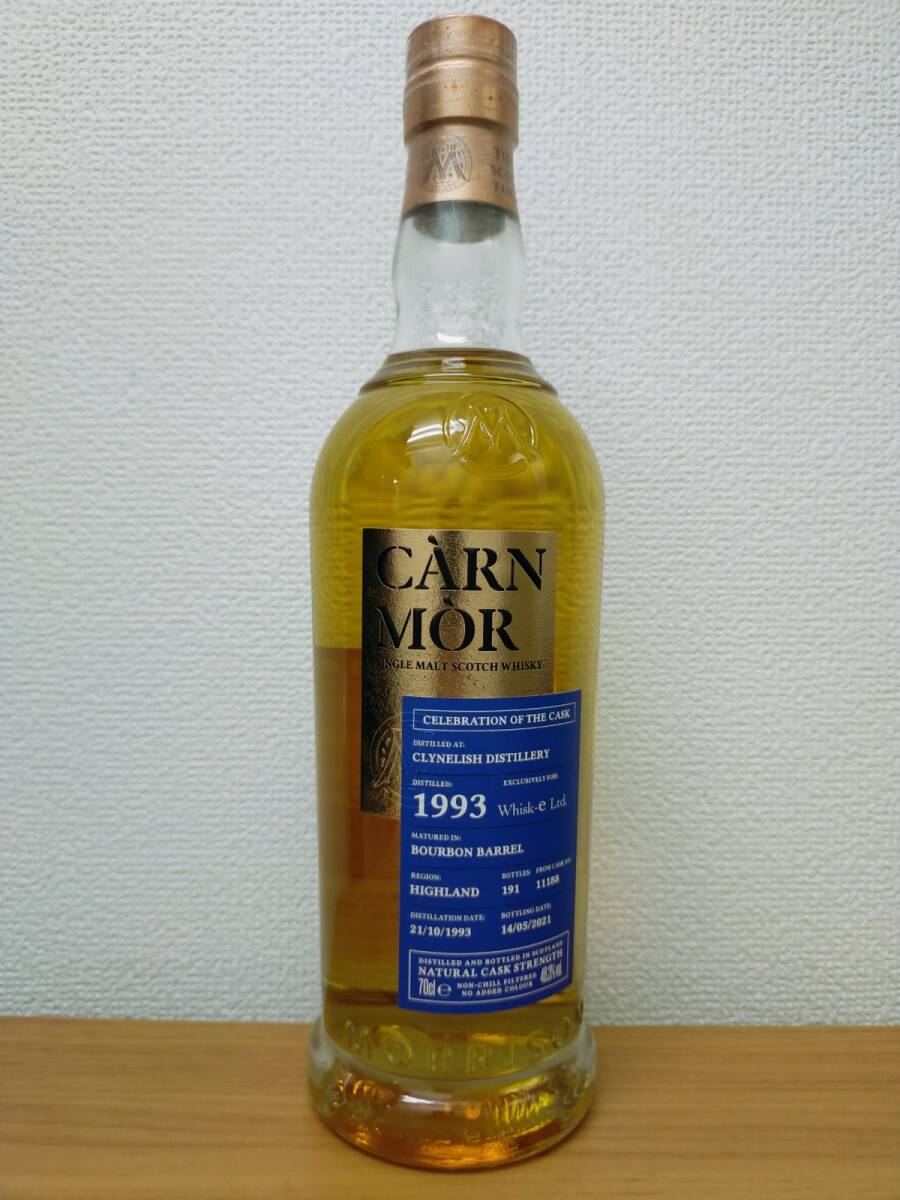 CÀRN
MÒR
SINGLE MALT SCOTCH WHISKY
CELEBRATION OF THE CASK
DISTILLED AT:
CLYNELISH DISTILLERY
DISTILLED: EXCLUSIVELY FOR:
1993 Whisk-e Ltd.
MATURED IN:
BOURBON BARREL
REGION: BOTTLES: FROM CASK NO:
HIGHLAND 191 11188
DISTILLATION DATE: BOTTLING DATE:
21/10/1993 14/05/2021
DISTILLED AND BOTTLED IN SCOTLAND
NATURAL CASK STRENGTH
70cl e NON-CHILL FILTERED
NO ADDED COLOUR
MORRISON